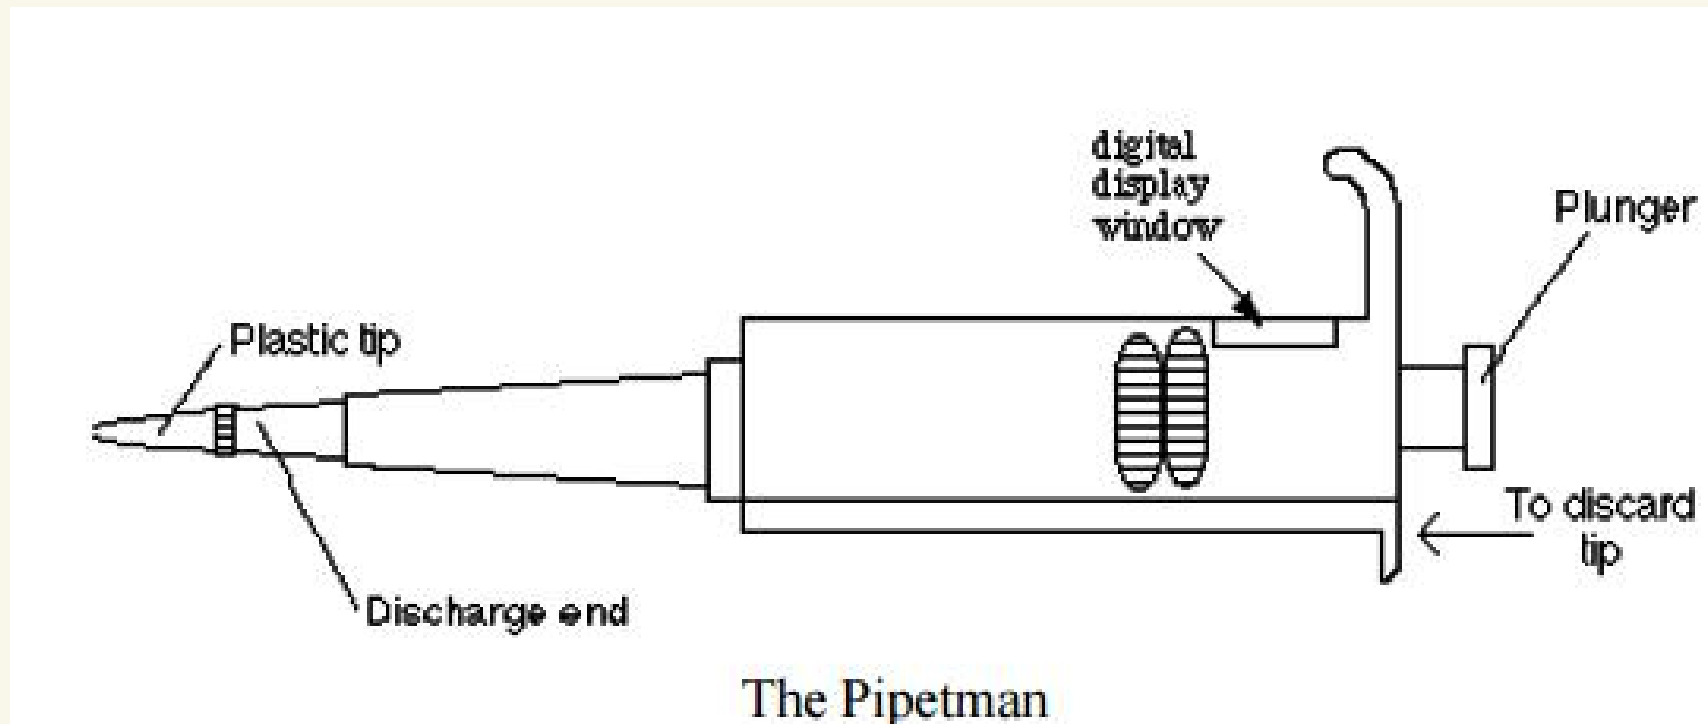 digital
display
window
Plunger
Plastic tip
To discard
tip
Discharge end
The Pipetman